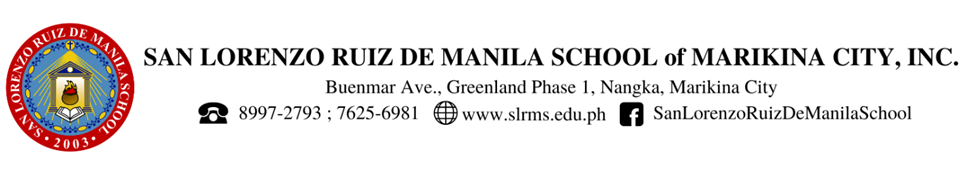 SAN LORENZO RUIZ DE MANILA SCHOOL
• 2003 •
SAN LORENZO RUIZ DE MANILA SCHOOL of MARIKINA CITY, INC.
Buenmar Ave., Greenland Phase 1, Nangka, Marikina City
8997-2793 ; 7625-6981 www.slrms.edu.ph SanLorenzoRuizDeManilaSchool